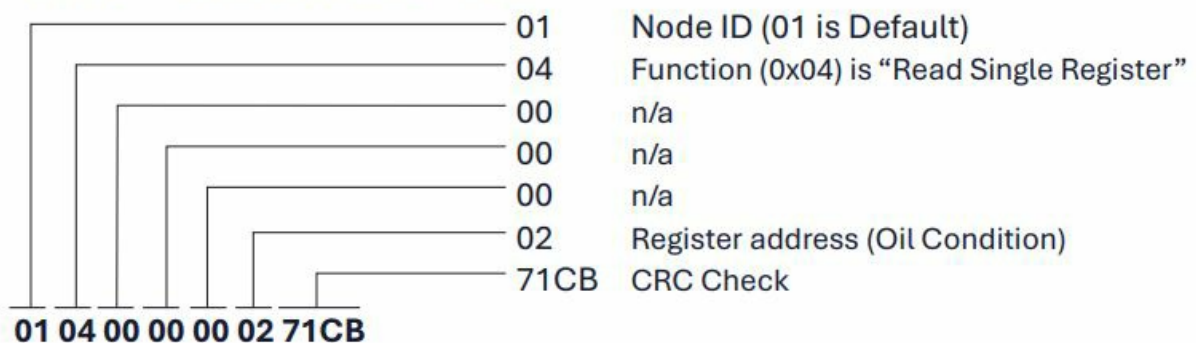 01 Node ID (01 is Default)
04 Function (0x04) is “Read Single Register”
00 n/a
00 n/a
00 n/a
02 Register address (Oil Condition)
71CB CRC Check
01 04 00 00 00 02 71CB